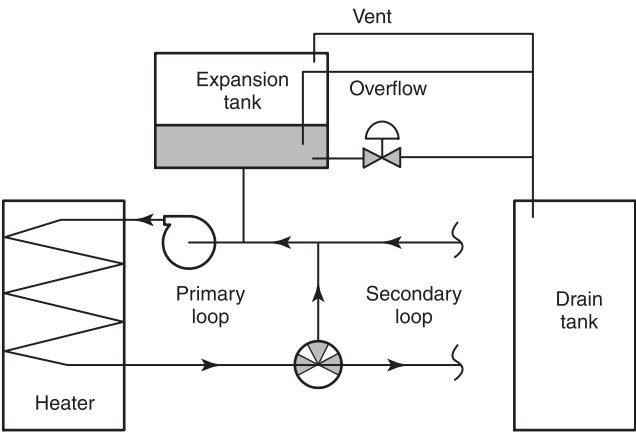 Vent
Expansion
tank
Overflow
Primary
loop
Secondary
loop
Drain
tank
Heater